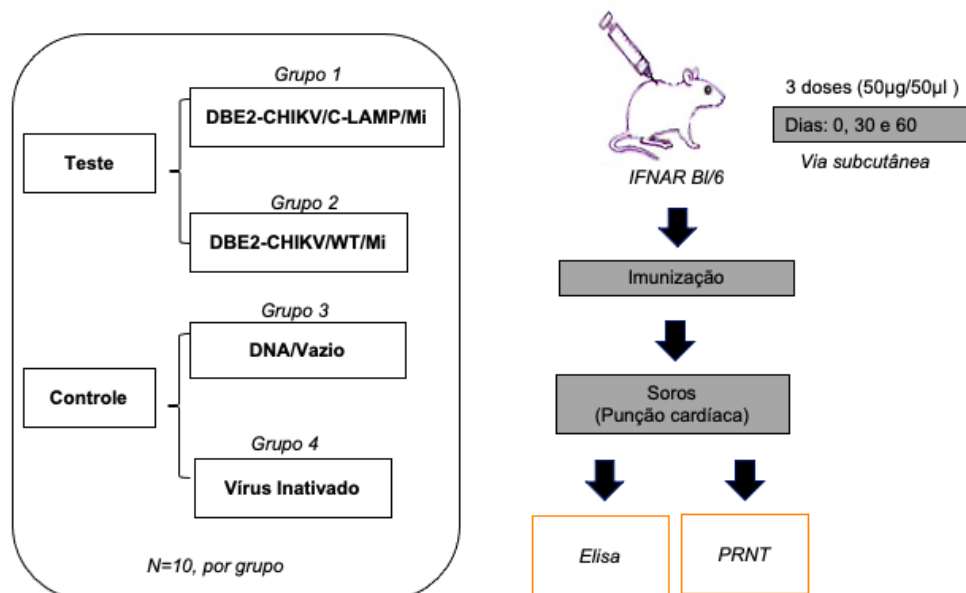 Grupo 1
DBE2-CHIKV/C-LAMP/Mi
Teste
Grupo 2
DBE2-CHIKV/WT/Mi
Grupo 3
DNA/Vazio
Controle
Grupo 4
Vírus Inativado
N=10, por grupo
3 doses (50µg/50µl )
Dias: 0, 30 e 60
Via subcutânea
IFNAR Bl/6
Imunização
Soros
(Punção cardíaca)
Elisa
PRNT